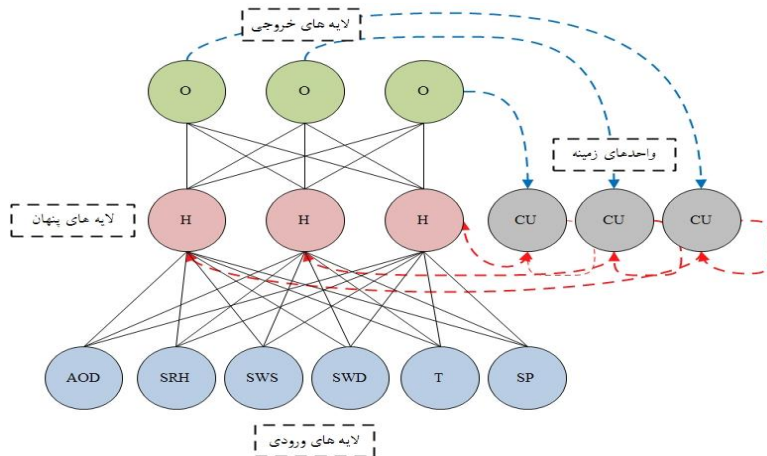 لایه های خروجی
O O O
واحدهای زمینه
لایه های پنهان
H H H CU CU CU
AOD SRH SWS SWD T SP
لایه های ورودی